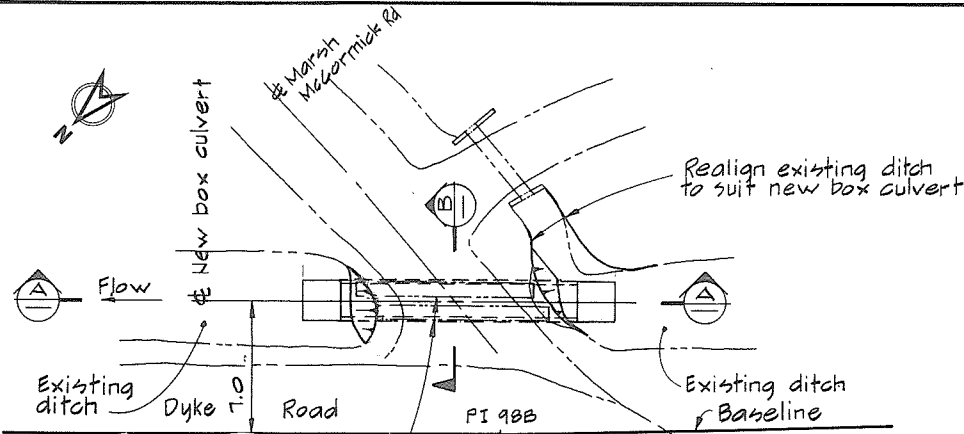 ₵ Marsh
McCormick Rd
N
₵ New box culvert
Realign existing ditch
to suit new box culvert
B
A
Flow
A
Existing
ditch
7.0
Dyke Road
PI 98B
Existing ditch
Baseline